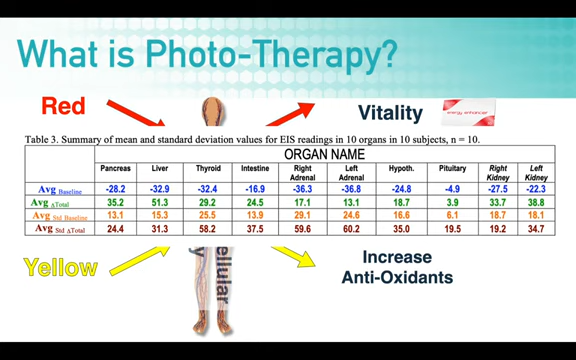 What is Photo-Therapy?
Red
Vitality
energy enhancer
Table 3. Summary of mean and standard deviation values for EIS readings in 10 organs in 10 subjects, n = 10.
ORGAN NAME
Pancreas Liver Thyroid Intestine Right Adrenal Left Adrenal Hypoth. Pituitary Right Kidney Left Kidney
Avg Baseline -28.2 -32.9 -32.4 -16.9 -36.3 -36.8 -24.8 -4.9 -27.5 -22.3
Avg ΔTotal 35.2 51.3 29.2 24.5 17.1 13.1 18.7 3.9 33.7 38.8
Avg Std Baseline 13.1 15.3 25.5 13.9 29.1 24.6 16.6 6.1 18.7 18.1
Avg Std ΔTotal 24.4 31.3 58.2 37.5 59.6 60.2 35.0 19.5 19.2 34.7
Yellow
y
ellular
Increase
Anti-Oxidants